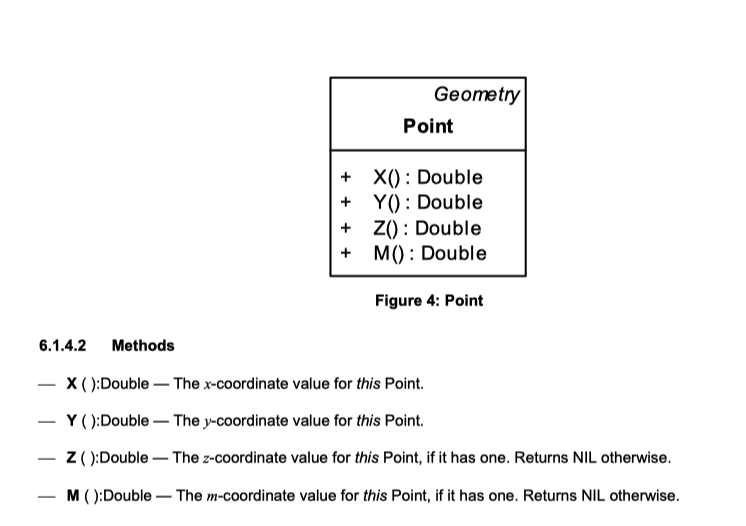 Geometry
Point
+ X() : Double
+ Y() : Double
+ Z() : Double
+ M() : Double
Figure 4: Point
6.1.4.2 Methods
— X ( ):Double — The x-coordinate value for this Point.
— Y ( ):Double — The y-coordinate value for this Point.
— Z ( ):Double — The z-coordinate value for this Point, if it has one. Returns NIL otherwise.
— M ( ):Double — The m-coordinate value for this Point, if it has one. Returns NIL otherwise.